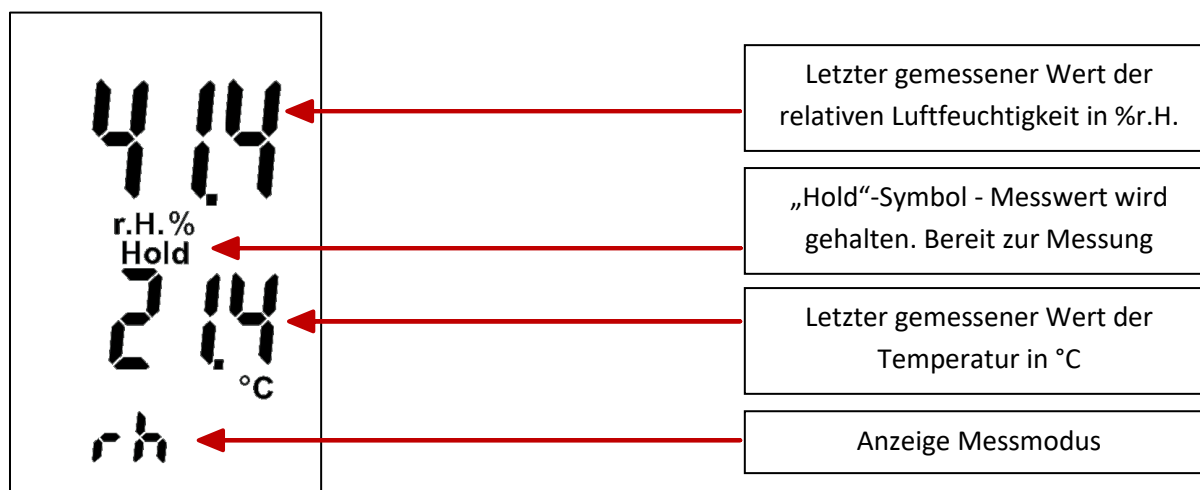 41.4
r.H.%
Hold
21.4
°C
rh
Letzter gemessener Wert der
relativen Luftfeuchtigkeit in %r.H.
„Hold“-Symbol - Messwert wird
gehalten. Bereit zur Messung
Letzter gemessener Wert der
Temperatur in °C
Anzeige Messmodus